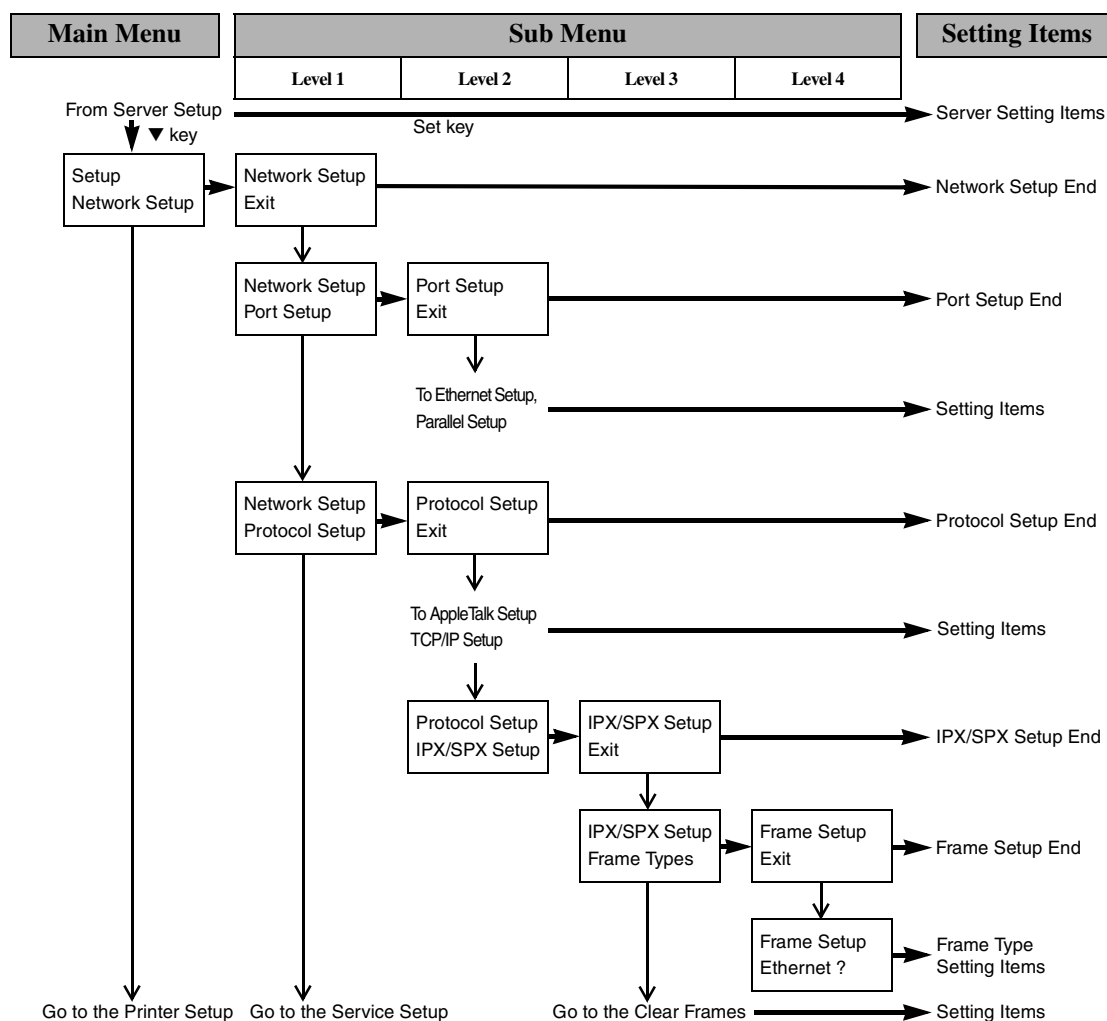 Main Menu
Sub Menu
Setting Items
Level 1
Level 2
Level 3
Level 4
From Server Setup
▼ key
Set key
Server Setting Items
Setup
Network Setup
Network Setup
Exit
Network Setup End
Network Setup
Port Setup
Port Setup
Exit
Port Setup End
To Ethernet Setup,
Parallel Setup
Setting Items
Network Setup
Protocol Setup
Protocol Setup
Exit
Protocol Setup End
To AppleTalk Setup
TCP/IP Setup
Setting Items
Protocol Setup
IPX/SPX Setup
IPX/SPX Setup
Exit
IPX/SPX Setup End
IPX/SPX Setup
Frame Types
Frame Setup
Exit
Frame Setup End
Frame Setup
Ethernet ?
Frame Type
Setting Items
Go to the Printer Setup
Go to the Service Setup
Go to the Clear Frames
Setting Items